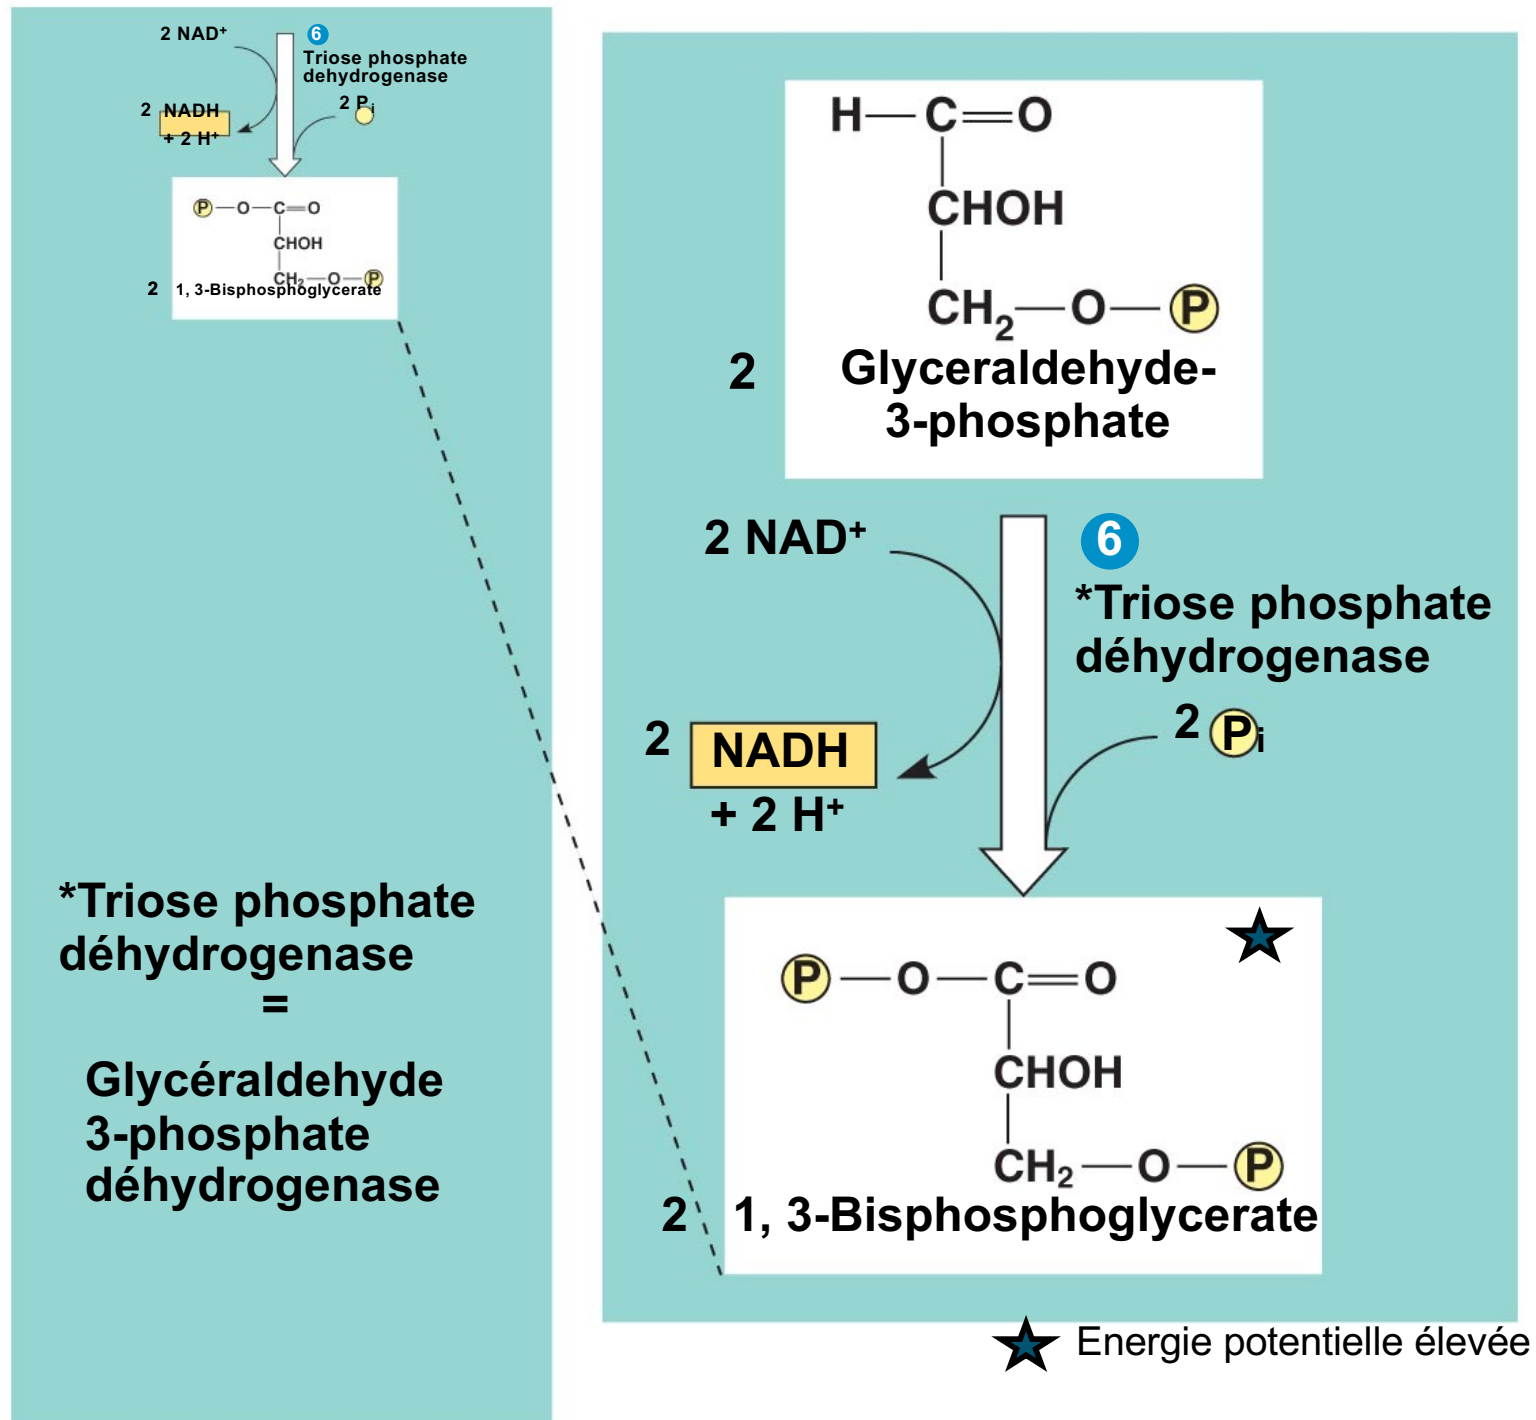 2 NAD+
6
Triose phosphate
dehydrogenase
2 Pi
2 NADH
+ 2 H+
P—O—C=O
CHOH
CH2—O—P
2 1, 3-Bisphosphoglycerate
*Triose phosphate
déhydrogenase
=
Glycéraldehyde
3-phosphate
déhydrogenase
H—C=O
CHOH
CH2—O—P
2 Glyceraldehyde-
3-phosphate
2 NAD+
6
*Triose phosphate
déhydrogenase
2 Pi
2 NADH
+ 2 H+
P—O—C=O
CHOH
CH2—O—P
2 1, 3-Bisphosphoglycerate
Energie potentielle élevée